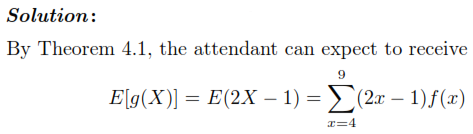 Solution:
By Theorem 4.1, the attendant can expect to receive
E[g(X)] = E(2X − 1) = ∑_{x=4}^{9} (2x − 1)f(x)